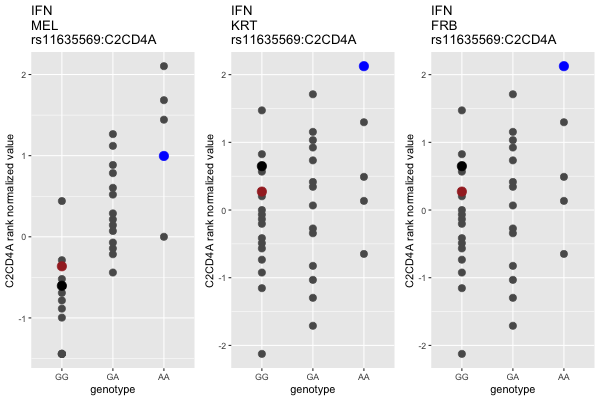 IFN
MEL
rs11635569:C2CD4A
IFN
KRT
rs11635569:C2CD4A
IFN
FRB
rs11635569:C2CD4A
C2CD4A rank normalized value
2
1
0
-1
GG
GA
AA
genotype
C2CD4A rank normalized value
2
1
0
-1
-2
GG
GA
AA
genotype
C2CD4A rank normalized value
2
1
0
-1
-2
GG
GA
AA
genotype